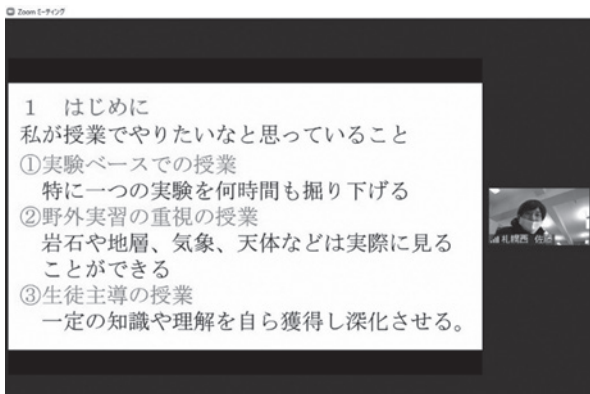 Zoom ミーティング
1 はじめに
私が授業でやりたいなと思っていること
①実験ベースでの授業
特に一つの実験を何時間も掘り下げる
②野外実習の重視の授業
岩石や地層、気象、天体などは実際に見る
ことができる
③生徒主導の授業
一定の知識や理解を自ら獲得し深化させる。
札幌西